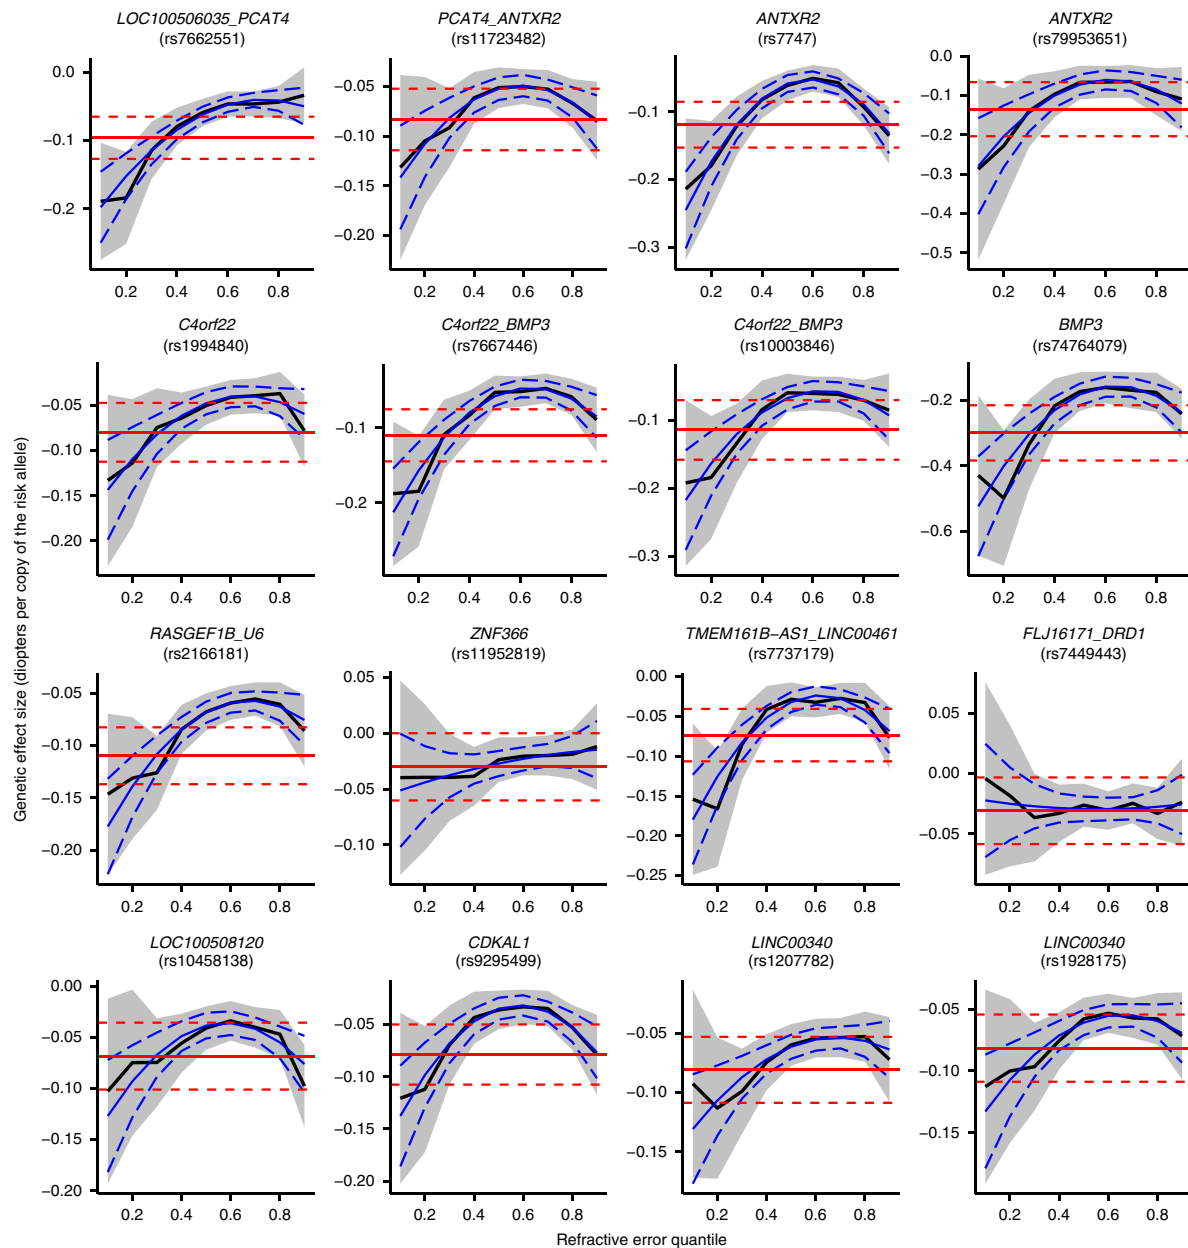 LOC100506035_PCAT4 PCAT4_ANTXR2 ANTXR2 ANTXR2
(rs7662551) (rs11723482) (rs7747) (rs79953651)
0.0
−0.1
−0.2
0.2 0.4 0.6 0.8
−0.05
−0.10
−0.15
−0.20
0.2 0.4 0.6 0.8
−0.1
−0.2
−0.3
0.2 0.4 0.6 0.8
0.0
−0.1
−0.2
−0.3
−0.4
−0.5
0.2 0.4 0.6 0.8
C4orf22 C4orf22_BMP3 C4orf22_BMP3 BMP3
(rs1994840) (rs7667446) (rs10003846) (rs74764079)
−0.05
−0.10
−0.15
−0.20
0.2 0.4 0.6 0.8
−0.1
−0.2
0.2 0.4 0.6 0.8
−0.1
−0.2
−0.3
0.2 0.4 0.6 0.8
−0.2
−0.4
−0.6
0.2 0.4 0.6 0.8
Genetic effect size (diopters per copy of the risk allele)
RASGEF1B_U6 ZNF366 TMEM161B−AS1_LINC00461 FLJ16171_DRD1
(rs2166181) (rs11952819) (rs7737179) (rs7449443)
−0.05
−0.10
−0.15
−0.20
0.2 0.4 0.6 0.8
0.05
0.00
−0.05
−0.10
0.2 0.4 0.6 0.8
0.00
−0.05
−0.10
−0.15
−0.20
−0.25
0.2 0.4 0.6 0.8
0.05
0.00
−0.05
0.2 0.4 0.6 0.8
LOC100508120 CDKAL1 LINC00340 LINC00340
(rs10458138) (rs9295499) (rs1207782) (rs1928175)
0.00
−0.05
−0.10
−0.15
−0.20
0.2 0.4 0.6 0.8
−0.05
−0.10
−0.15
−0.20
0.2 0.4 0.6 0.8
−0.05
−0.10
−0.15
0.2 0.4 0.6 0.8
−0.05
−0.10
−0.15
0.2 0.4 0.6 0.8
Refractive error quantile